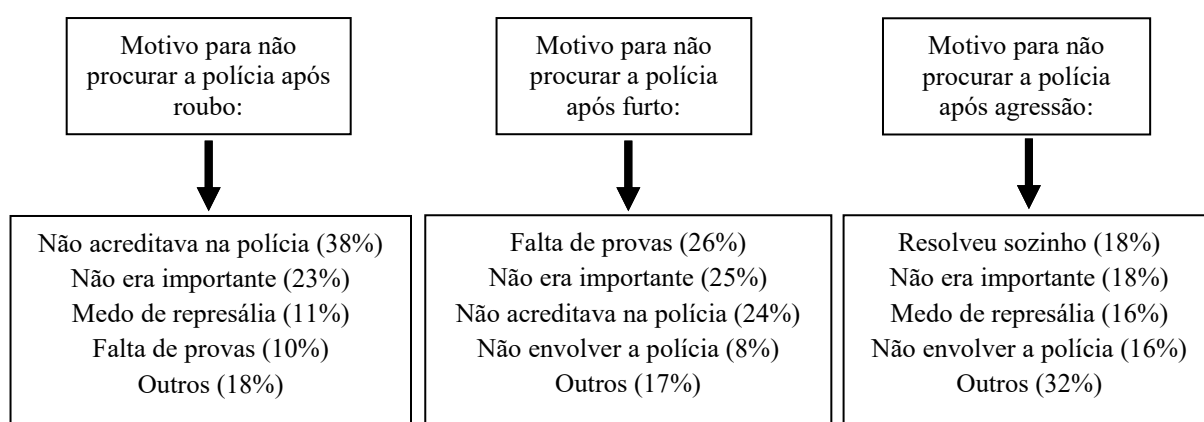 Motivo para não
procurar a polícia após
roubo:
Não acreditava na polícia (38%)
Não era importante (23%)
Medo de represália (11%)
Falta de provas (10%)
Outros (18%)
Motivo para não
procurar a polícia
após furto:
Falta de provas (26%)
Não era importante (25%)
Não acreditava na polícia (24%)
Não envolver a polícia (8%)
Outros (17%)
Motivo para não
procurar a polícia
após agressão:
Resolveu sozinho (18%)
Não era importante (18%)
Medo de represália (16%)
Não envolver a polícia (16%)
Outros (32%)